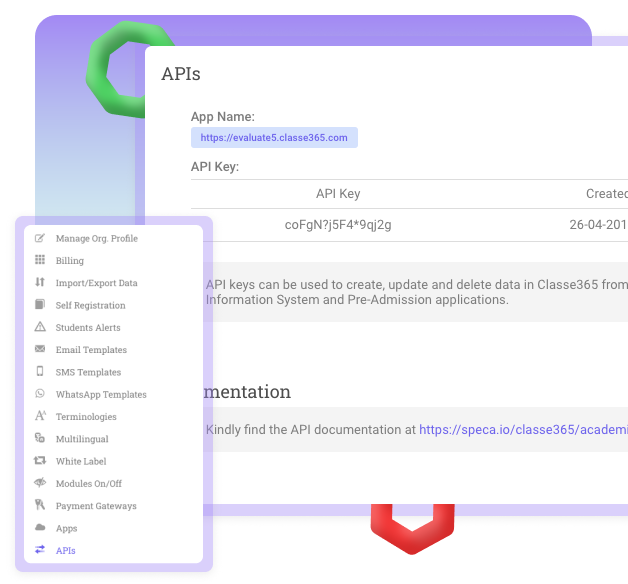 APIs
App Name:
https://evaluate5.classe365.com
API Key:
API Key Created
coFgN?j5F4*9qj2g 26-04-201
API keys can be used to create, update and delete data in Classe365 from
Information System and Pre-Admission applications.
mentation
Kindly find the API documentation at https://speca.io/classe365/academi
Manage Org. Profile
Billing
Import/Export Data
Self Registration
Students Alerts
Email Templates
SMS Templates
WhatsApp Templates
Terminologies
Multilingual
White Label
Modules On/Off
Payment Gateways
Apps
APIs